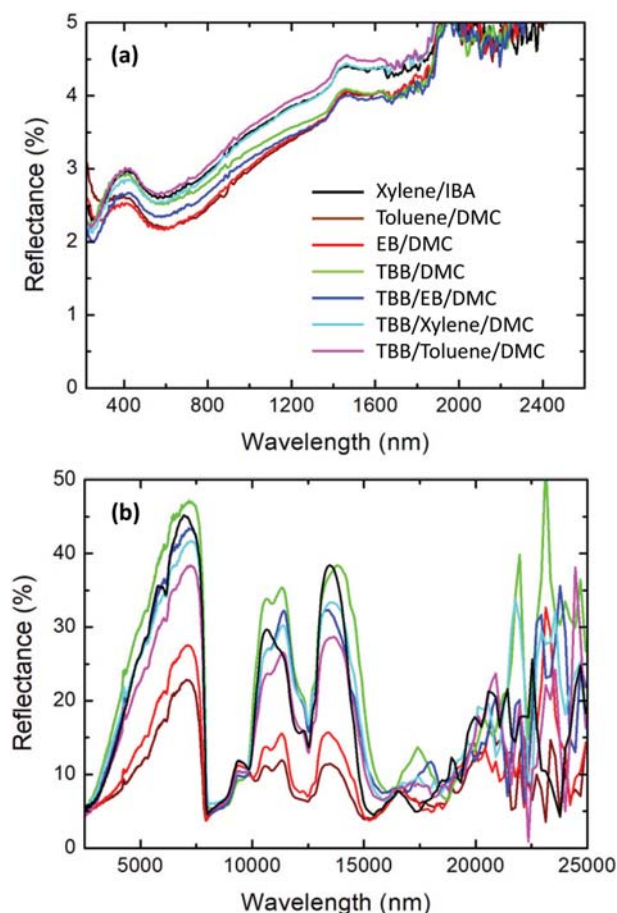 (a)
Reflectance (%)
5
4
3
2
1
0
Xylene/IBA
Toluene/DMC
EB/DMC
TBB/DMC
TBB/EB/DMC
TBB/Xylene/DMC
TBB/Toluene/DMC
400 800 1200 1600 2000 2400
Wavelength (nm)
(b)
Reflectance (%)
50
40
30
20
10
0
5000 10000 15000 20000 25000
Wavelength (nm)